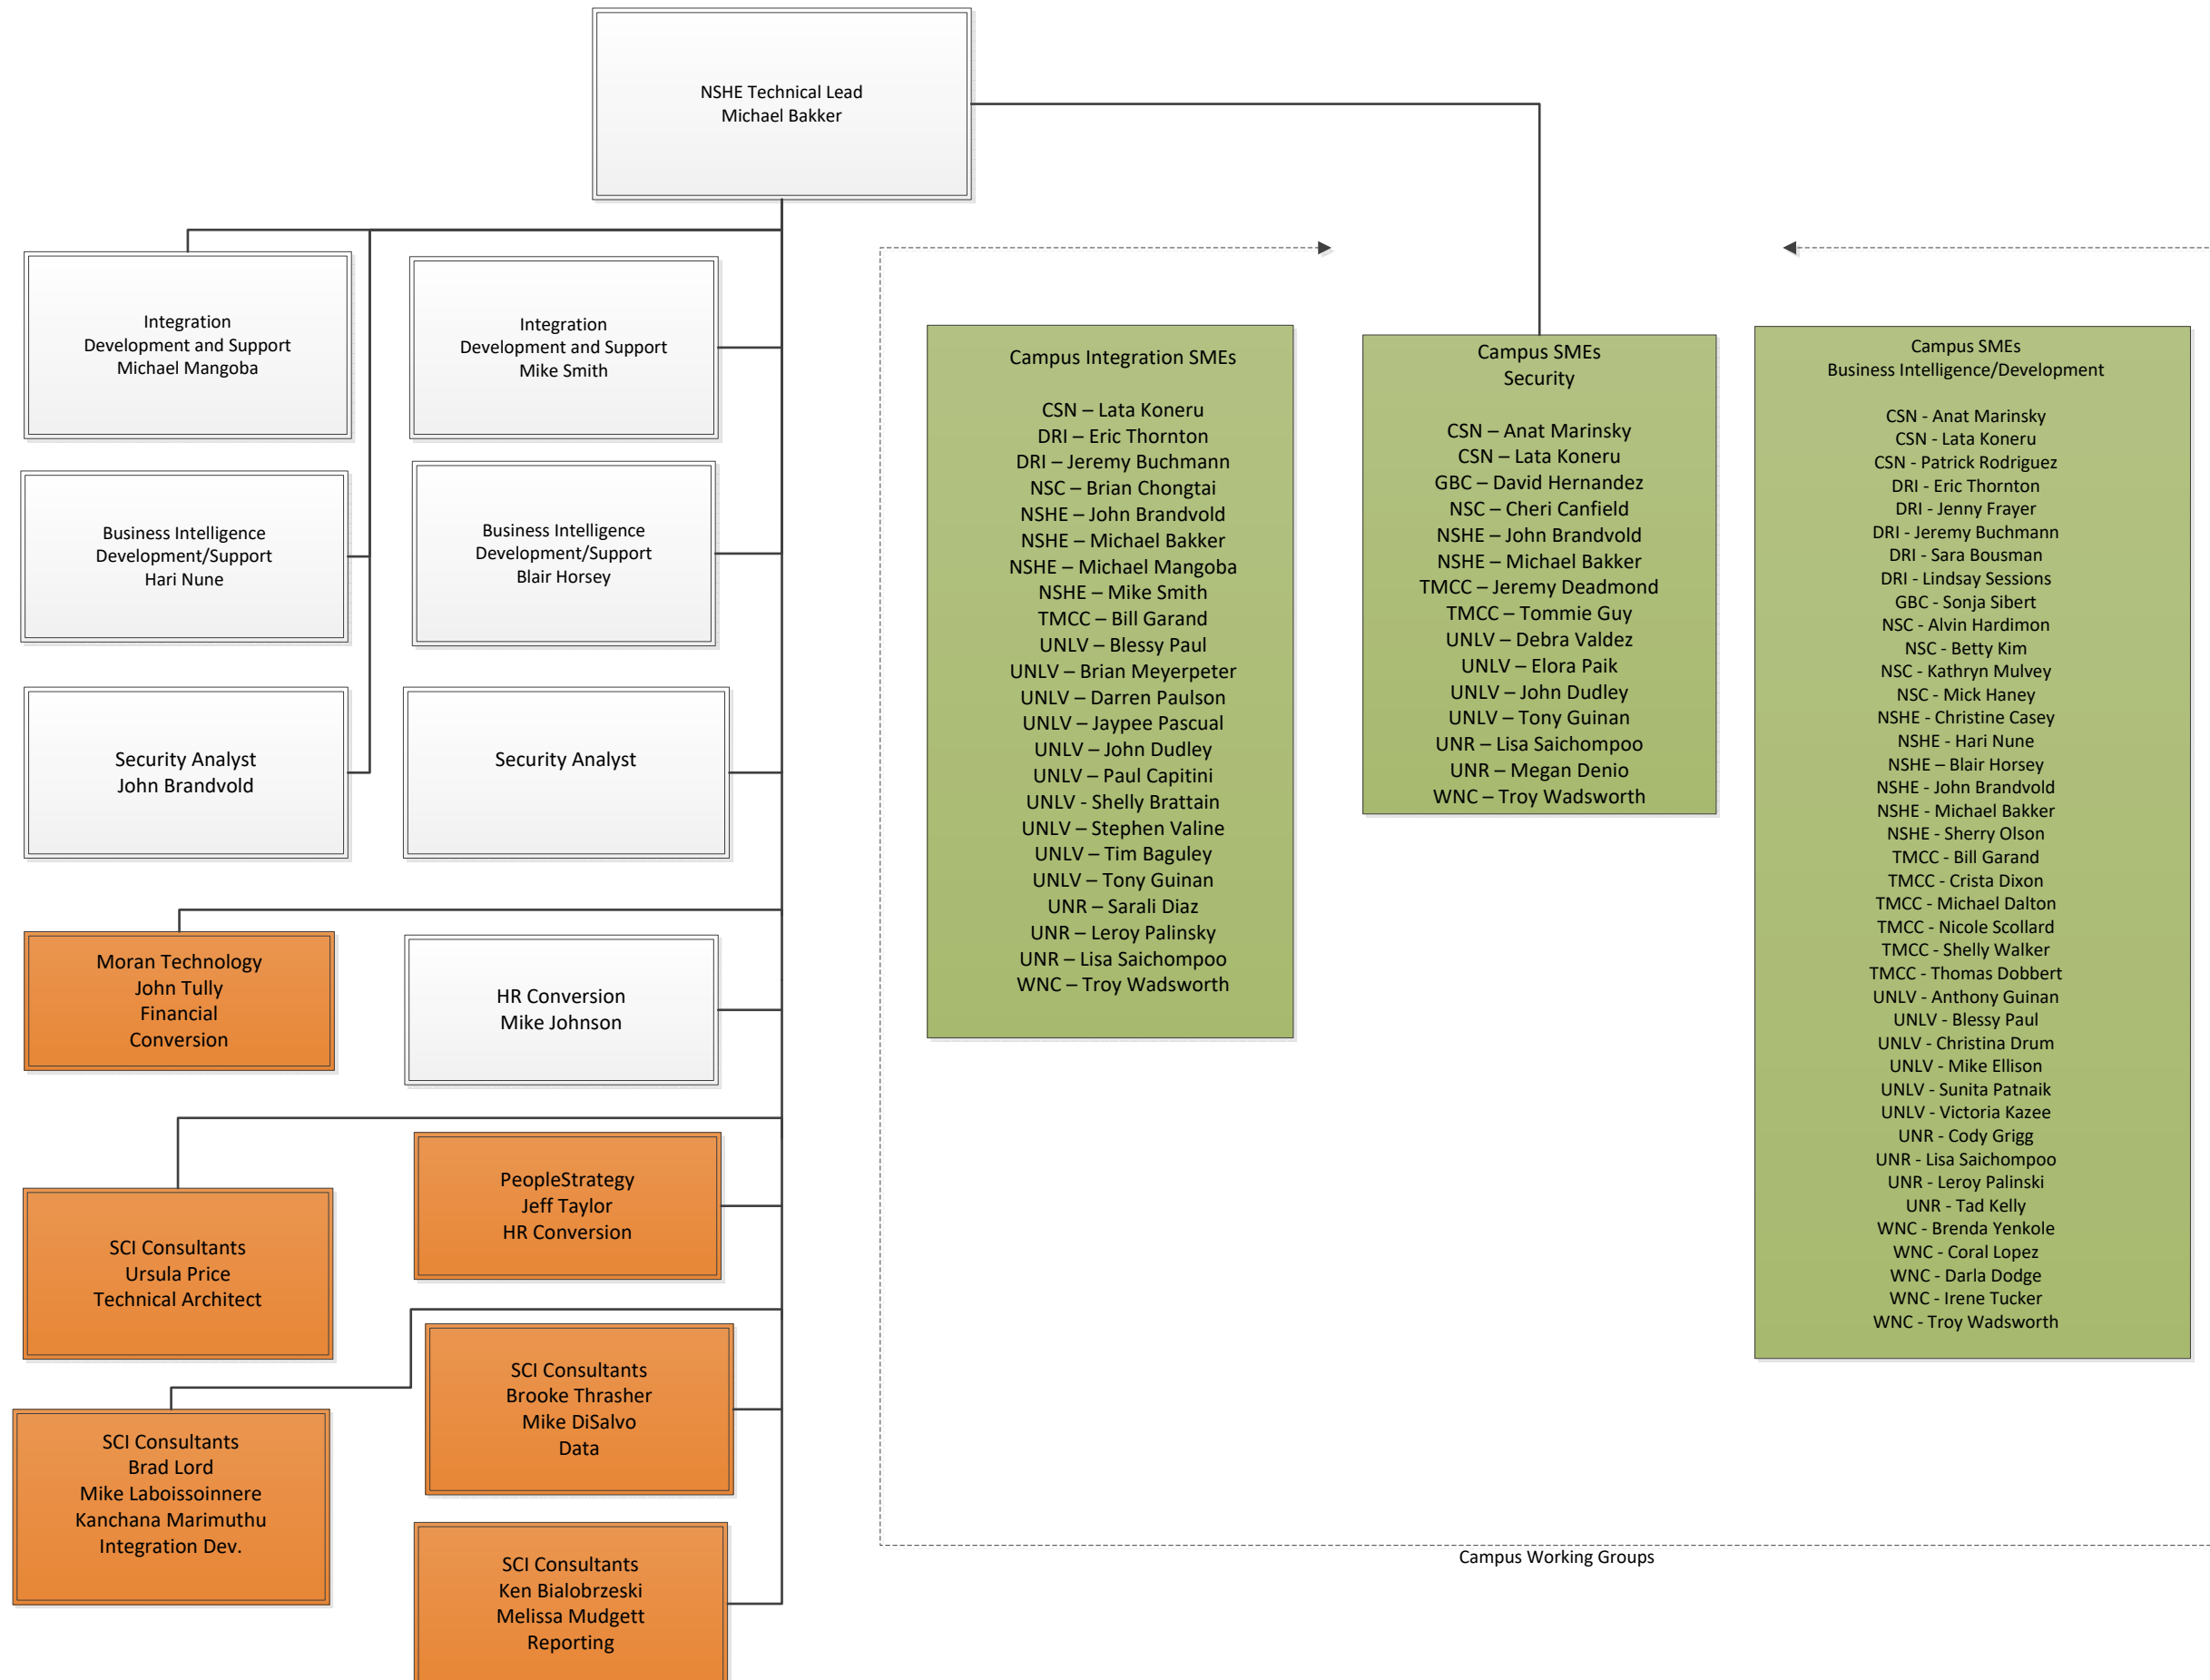 NSHE Technical Lead
Michael Bakker
Integration
Development and Support
Michael Mangoba
Integration
Development and Support
Mike Smith
Business Intelligence
Development/Support
Hari Nune
Business Intelligence
Development/Support
Blair Horsey
Security Analyst
John Brandvold
Security Analyst
Moran Technology
John Tully
Financial
Conversion
HR Conversion
Mike Johnson
PeopleStrategy
Jeff Taylor
HR Conversion
SCI Consultants
Ursula Price
Technical Architect
SCI Consultants
Brooke Thrasher
Mike DiSalvo
Data
SCI Consultants
Brad Lord
Mike Laboissoinnere
Kanchana Marimuthu
Integration Dev.
SCI Consultants
Ken Bialobrzeski
Melissa Mudgett
Reporting
Campus Integration SMEs
CSN – Lata Koneru
DRI – Eric Thornton
DRI – Jeremy Buchmann
NSC – Brian Chongtai
NSHE – John Brandvold
NSHE – Michael Bakker
NSHE – Michael Mangoba
NSHE – Mike Smith
TMCC – Bill Garand
UNLV – Blessy Paul
UNLV – Brian Meyerpeter
UNLV – Darren Paulson
UNLV – Jaypee Pascual
UNLV – John Dudley
UNLV – Paul Capitini
UNLV - Shelly Brattain
UNLV – Stephen Valine
UNLV – Tim Baguley
UNLV – Tony Guinan
UNR – Sarali Diaz
UNR – Leroy Palinsky
UNR – Lisa Saichompoo
WNC – Troy Wadsworth
Campus SMEs
Security
CSN – Anat Marinsky
CSN – Lata Koneru
GBC – David Hernandez
NSC – Cheri Canfield
NSHE – John Brandvold
NSHE – Michael Bakker
TMCC – Jeremy Deadmond
TMCC – Tommie Guy
UNLV – Debra Valdez
UNLV – Elora Paik
UNLV – John Dudley
UNLV – Tony Guinan
UNR – Lisa Saichompoo
UNR – Megan Denio
WNC – Troy Wadsworth
Campus SMEs
Business Intelligence/Development
CSN - Anat Marinsky
CSN - Lata Koneru
CSN - Patrick Rodriguez
DRI - Eric Thornton
DRI - Jenny Frayer
DRI - Jeremy Buchmann
DRI - Sara Bousman
DRI - Lindsay Sessions
GBC - Sonja Sibert
NSC - Alvin Hardimon
NSC - Betty Kim
NSC - Kathryn Mulvey
NSC - Mick Haney
NSHE - Christine Casey
NSHE - Hari Nune
NSHE – Blair Horsey
NSHE - John Brandvold
NSHE - Michael Bakker
NSHE - Sherry Olson
TMCC - Bill Garand
TMCC - Crista Dixon
TMCC - Michael Dalton
TMCC - Nicole Scollard
TMCC - Shelly Walker
TMCC - Thomas Dobbert
UNLV - Anthony Guinan
UNLV - Blessy Paul
UNLV - Christina Drum
UNLV - Mike Ellison
UNLV - Sunita Patnaik
UNLV - Victoria Kazee
UNR - Cody Grigg
UNR - Lisa Saichompoo
UNR - Leroy Palinski
UNR - Tad Kelly
WNC - Brenda Yenkole
WNC - Coral Lopez
WNC - Darla Dodge
WNC - Irene Tucker
WNC - Troy Wadsworth
Campus Working Groups